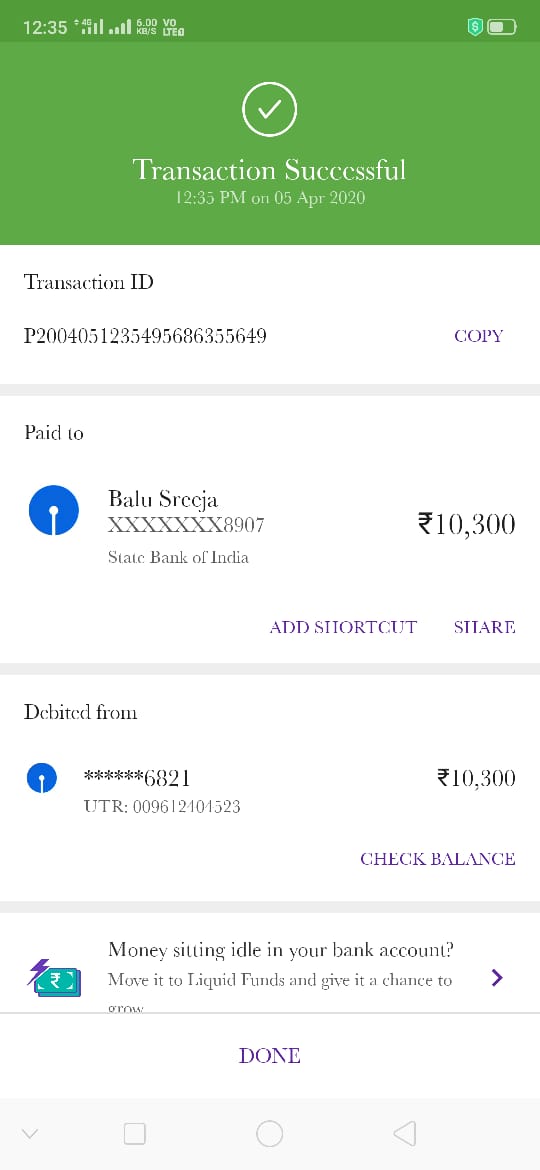 12:35 4G 6.00 KB/S VO LTE
Transaction Successful
12:35 PM on 05 Apr 2020
Transaction ID
P2004051235495686355649 COPY
Paid to
Balu Sreeja
XXXXXXX8907 ₹10,300
State Bank of India
ADD SHORTCUT SHARE
Debited from
******6821 ₹10,300
UTR: 009612404523
CHECK BALANCE
Money sitting idle in your bank account?
Move it to Liquid Funds and give it a chance to
grow
DONE